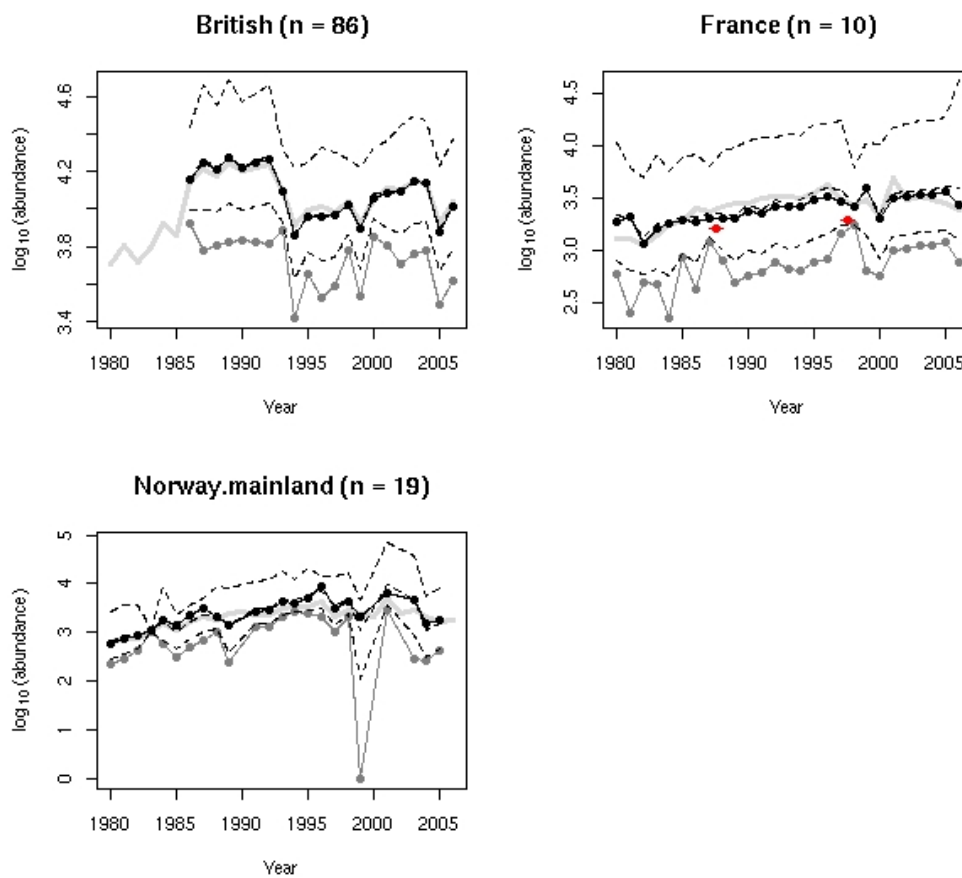 British (n = 86)
log10 (abundance)
3.4 3.8 4.2 4.6
1980 1985 1990 1995 2000 2005
Year
France (n = 10)
log10 (abundance)
2.5 3.0 3.5 4.0 4.5
1980 1990 1995 2000 2005
Year
Norway.mainland (n = 19)
log10 (abundance)
0 1 2 3 4 5
1980 1985 1990 1995 2000 2005
Year